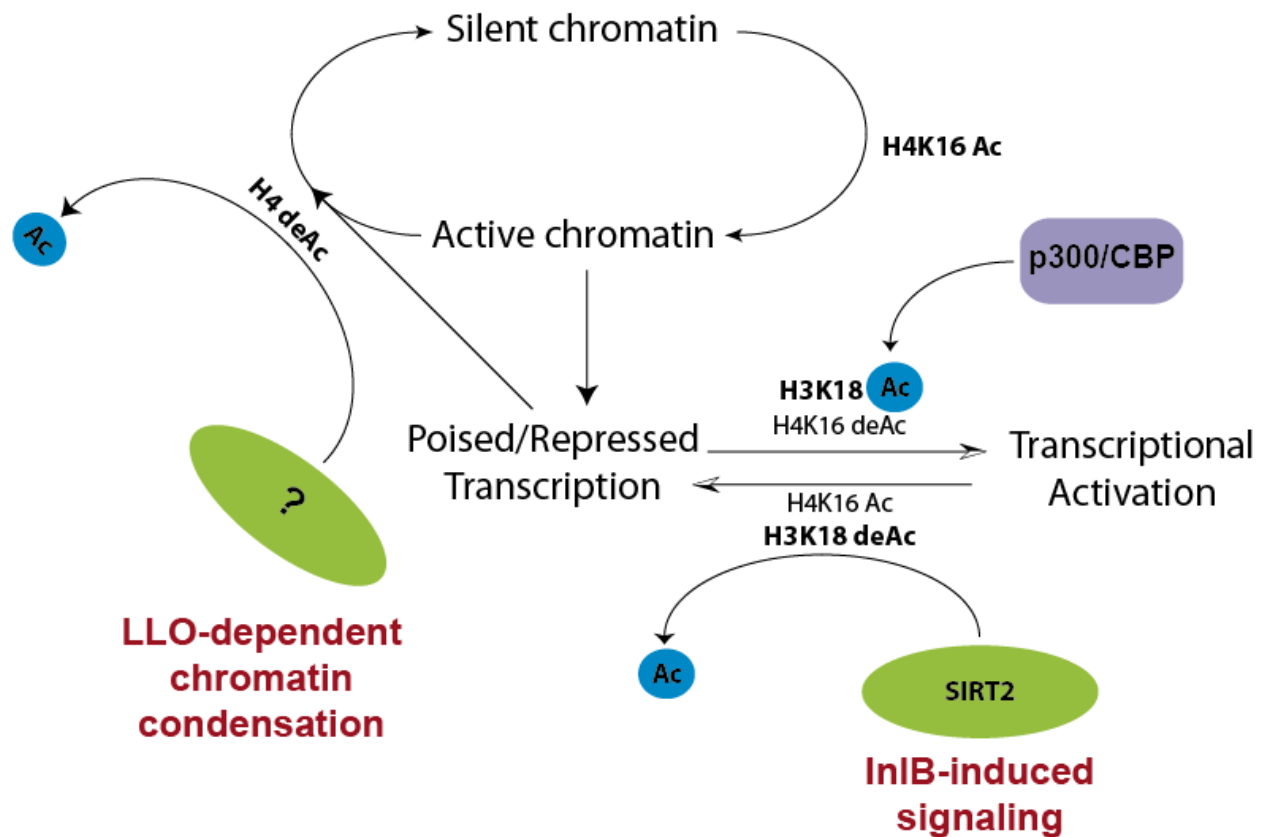 Silent chromatin
H4K16 Ac
H4 deAc
Ac
Active chromatin
p300/CBP
H3K18 Ac
H4K16 deAc
Poised/Repressed
Transcription
Transcriptional
Activation
H4K16 Ac
H3K18 deAc
?
LLO-dependent
chromatin
condensation
Ac
SIRT2
InlB-induced
signaling